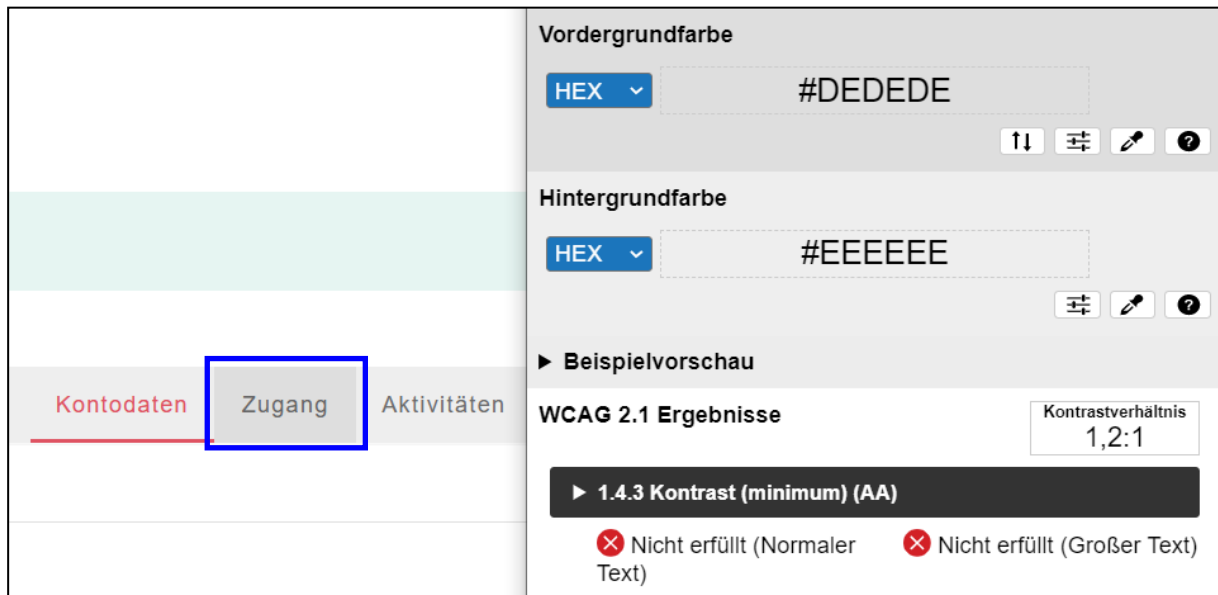 Vordergrundfarbe
HEX
#DEDEDE
Hintergrundfarbe
HEX
#EEEEEE
Beispielvorschau
Kontodaten
Zugang
Aktivitäten
WCAG 2.1 Ergebnisse
Kontrastverhältnis
1,2:1
1.4.3 Kontrast (minimum) (AA)
Nicht erfüllt (Normaler
Text)
Nicht erfüllt (Großer Text)